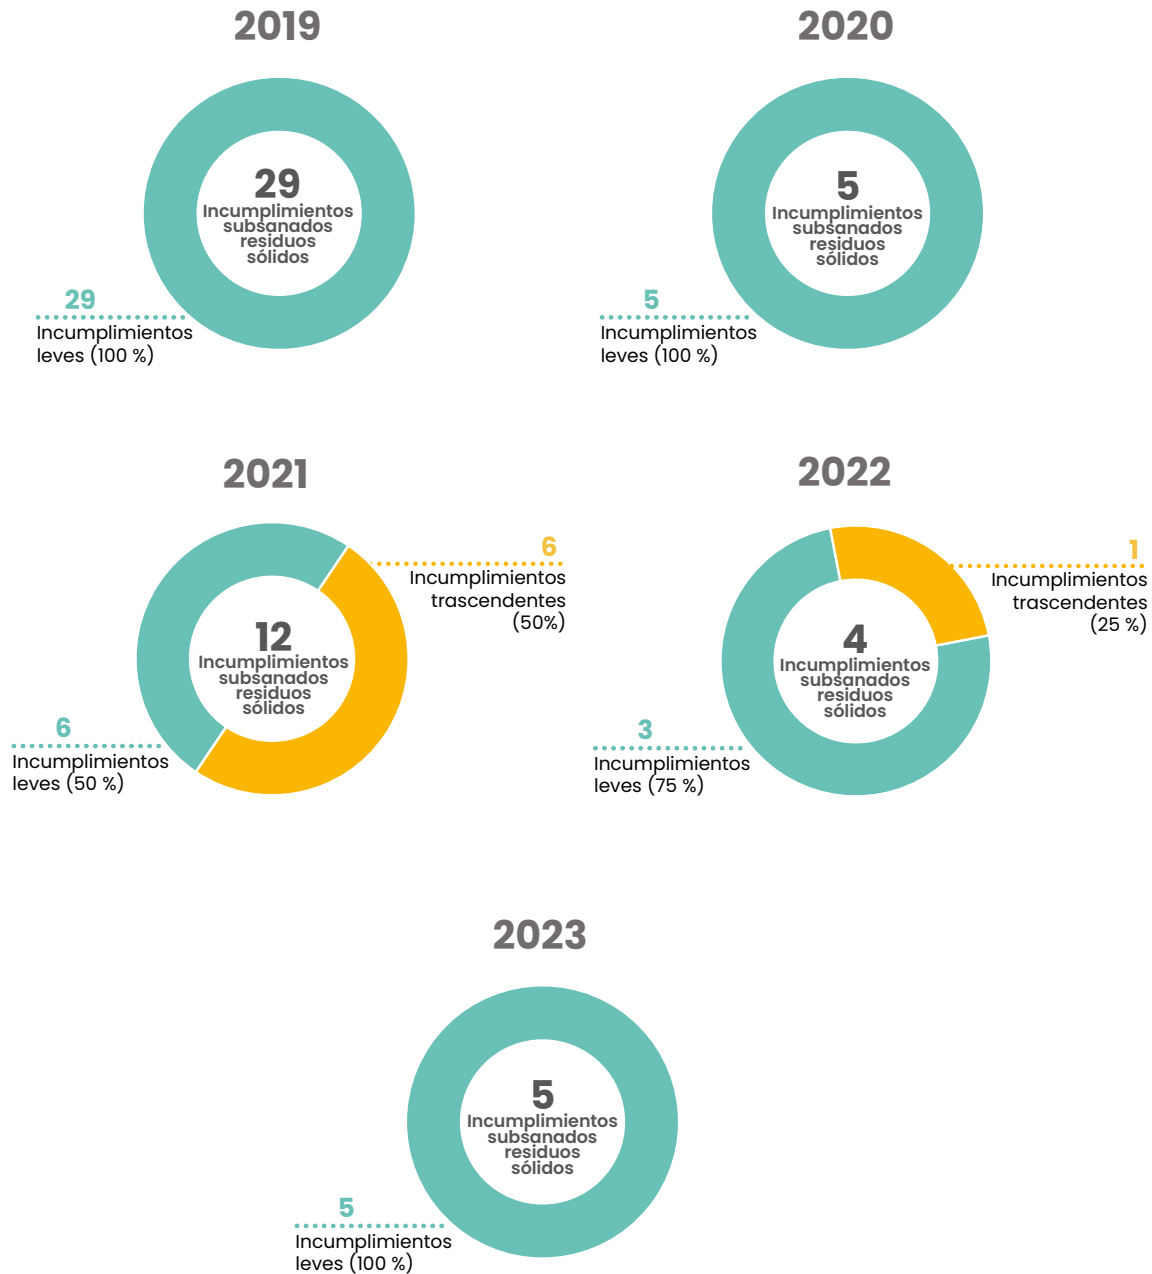 2019
29
Incumplimientos
subsanados
residuos
sólidos
29
Incumplimientos
leves (100 %)
2020
5
Incumplimientos
subsanados
residuos
sólidos
5
Incumplimientos
leves (100 %)
2021
6
Incumplimientos
trascendentes
(50%)
12
Incumplimientos
subsanados
residuos
sólidos
6
Incumplimientos
leves (50 %)
2022
1
Incumplimientos
trascendentes
(25 %)
4
Incumplimientos
subsanados
residuos
sólidos
3
Incumplimientos
leves (75 %)
2023
5
Incumplimientos
subsanados
residuos
sólidos
5
Incumplimientos
leves (100 %)